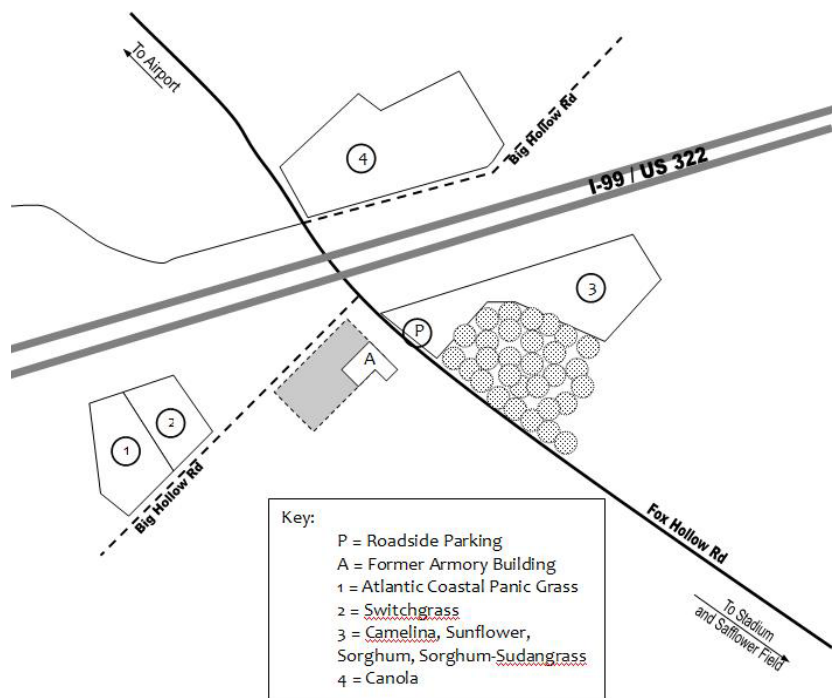 To Airport
Big Hollow Rd
4
I-99 / US 322
3
P
A
2
1
Big Hollow Rd
Fox Hollow Rd
To Stadium
and Safflower Field
Key:
P = Roadside Parking
A = Former Armory Building
1 = Atlantic Coastal Panic Grass
2 = Switchgrass
3 = Camelina, Sunflower,
Sorghum, Sorghum-Sudangrass
4 = Canola